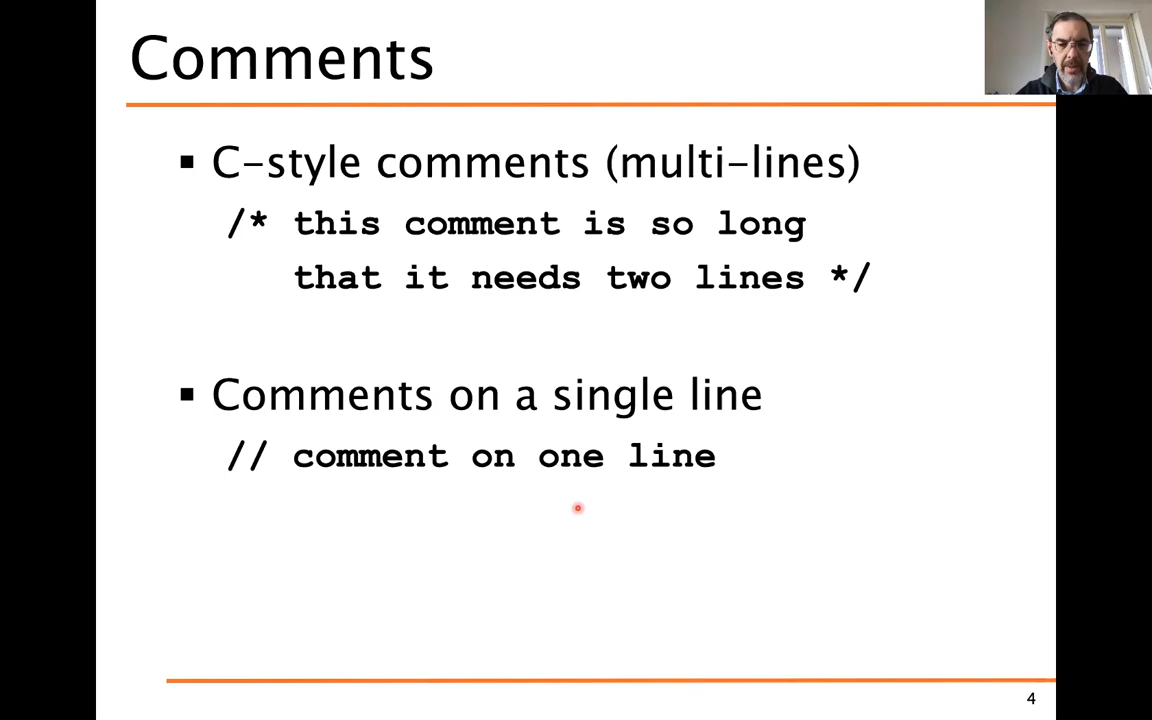 Comments
▪ C-style comments (multi-lines)
/* this comment is so long
that it needs two lines */
▪ Comments on a single line
// comment on one line
4